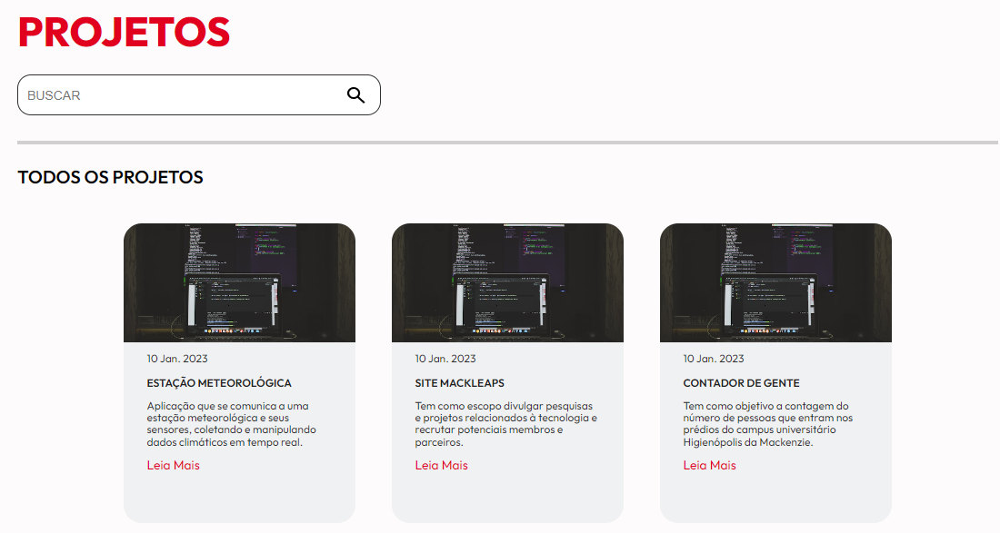 PROJETOS
BUSCAR
TODOS OS PROJETOS
10 Jan. 2023
ESTAÇÃO METEOROLÓGICA
Aplicação que se comunica a uma
estação meteorológica e seus
sensores, coletando e manipulando
dados climáticos em tempo real.
Leia Mais
10 Jan. 2023
SITE MACKLEAPS
Tem como escopo divulgar pesquisas
e projetos relacionados à tecnologia e
recrutar potenciais membros e
parceiros.
Leia Mais
10 Jan. 2023
CONTADOR DE GENTE
Tem como objetivo a contagem do
número de pessoas que entram nos
prédios do campus universitário
Higienópolis da Mackenzie.
Leia Mais